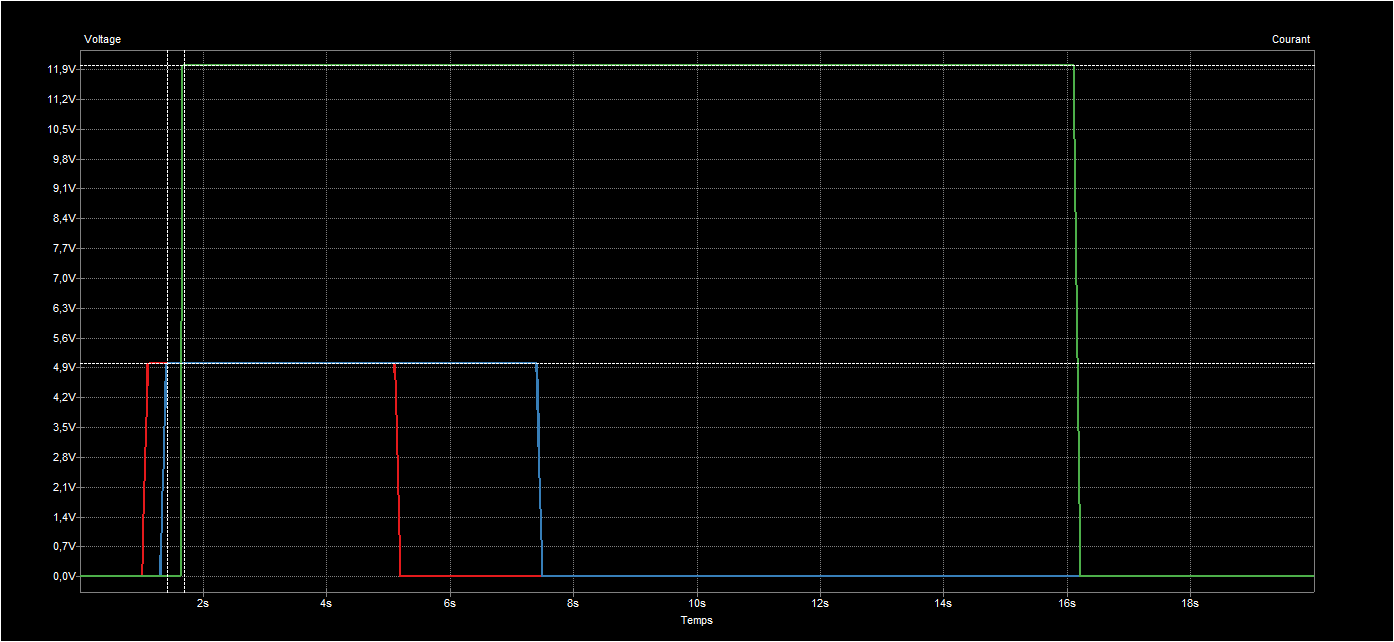 Voltage
Courant
11,9V
11,2V
10,5V
9,8V
9,1V
8,4V
7,7V
7,0V
6,3V
5,6V
4,9V
4,2V
3,5V
2,8V
2,1V
1,4V
0,7V
0,0V
2s 4s 6s 8s 10s 12s 14s 16s 18s
Temps